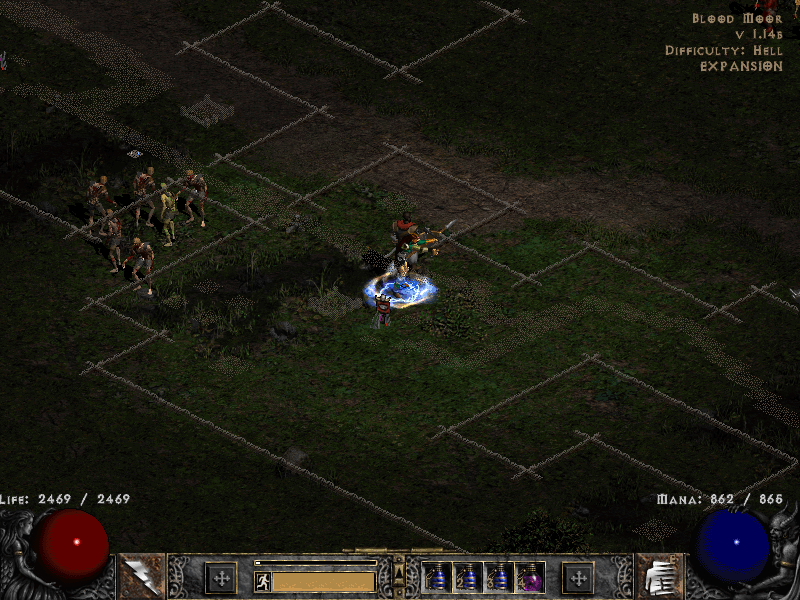 Blood Moor
v 1.14b
Difficulty: Hell
EXPANSION
Life: 2469 / 2469
Mana: 862 / 865